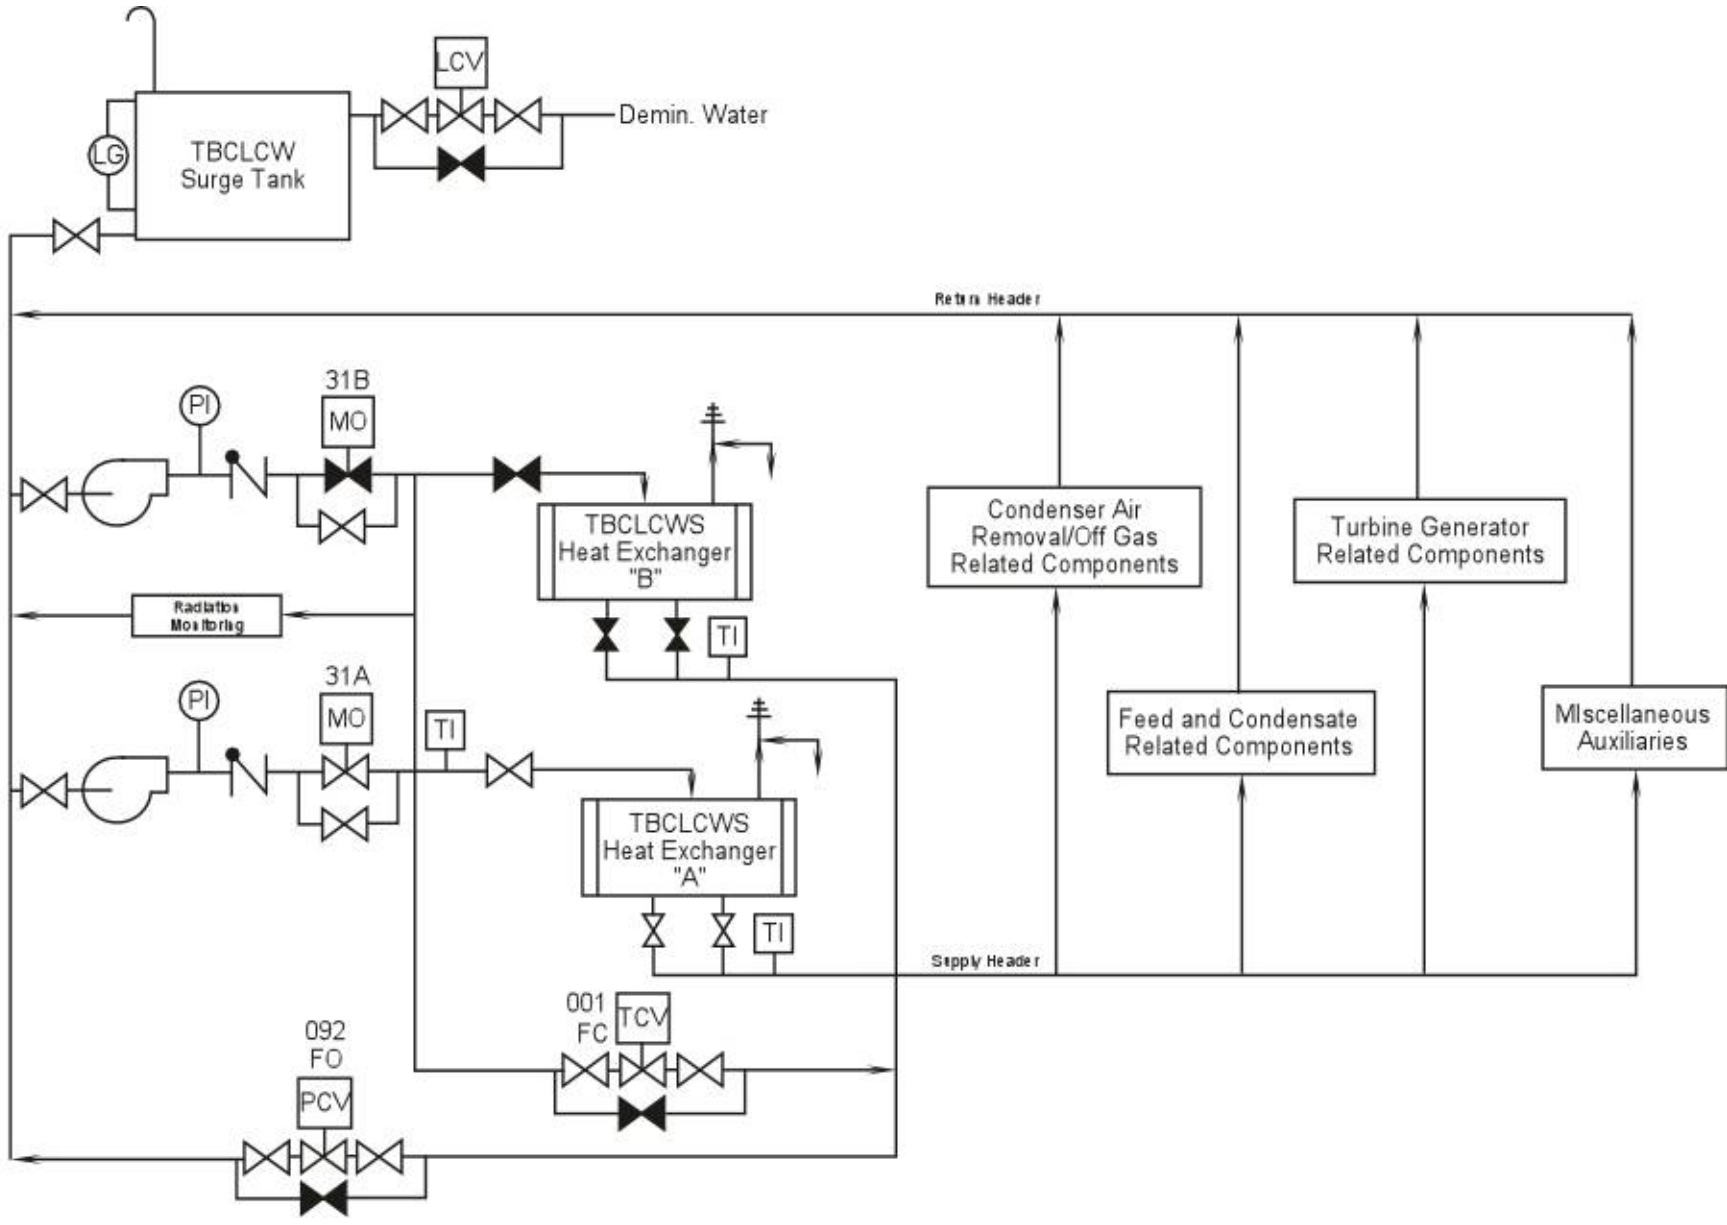 LCV
Demin. Water
LG
TBCLCW
Surge Tank
Return Header
PI
31B
MO
TBCLCWS
Heat Exchanger
"B"
Condenser Air
Removal/Off Gas
Related Components
Turbine Generator
Related Components
Radiation
Monitoring
TI
PI
31A
MO
TI
Feed and Condensate
Related Components
MIscellaneous
Auxiliaries
TBCLCWS
Heat Exchanger
"A"
TI
Supply Header
001
FC
TCV
092
FO
PCV